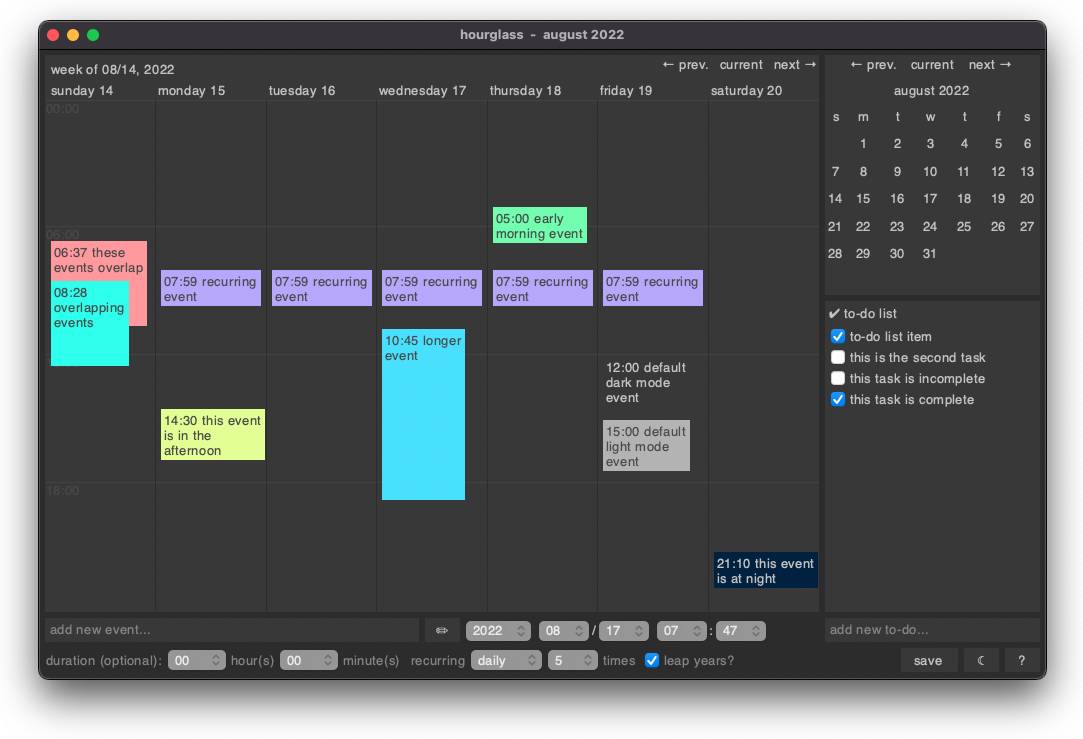 hourglass - august 2022
week of 08/14, 2022
← prev. current next →
sunday 14 monday 15 tuesday 16 wednesday 17 thursday 18 friday 19 saturday 20
00:00
06:00
18:00
06:37 these
events overlap
08:28
overlapping
events
07:59 recurring
event
14:30 this event
is in the
afternoon
07:59 recurring
event
07:59 recurring
event
10:45 longer
event
05:00 early
morning event
07:59 recurring
event
07:59 recurring
event
12:00 default
dark mode
event
15:00 default
light mode
event
21:10 this event
is at night
← prev. current next →
august 2022
s m t w t f s
1 2 3 4 5 6
7 8 9 10 11 12 13
14 15 16 17 18 19 20
21 22 23 24 25 26 27
28 29 30 31
✔ to-do list
to-do list item
this is the second task
this task is incomplete
this task is complete
add new event... ✏ 2022 08 / 17 07 : 47
add new to-do...
duration (optional): 00 hour(s) 00 minute(s) recurring daily 5 times leap years?
save ☾ ?